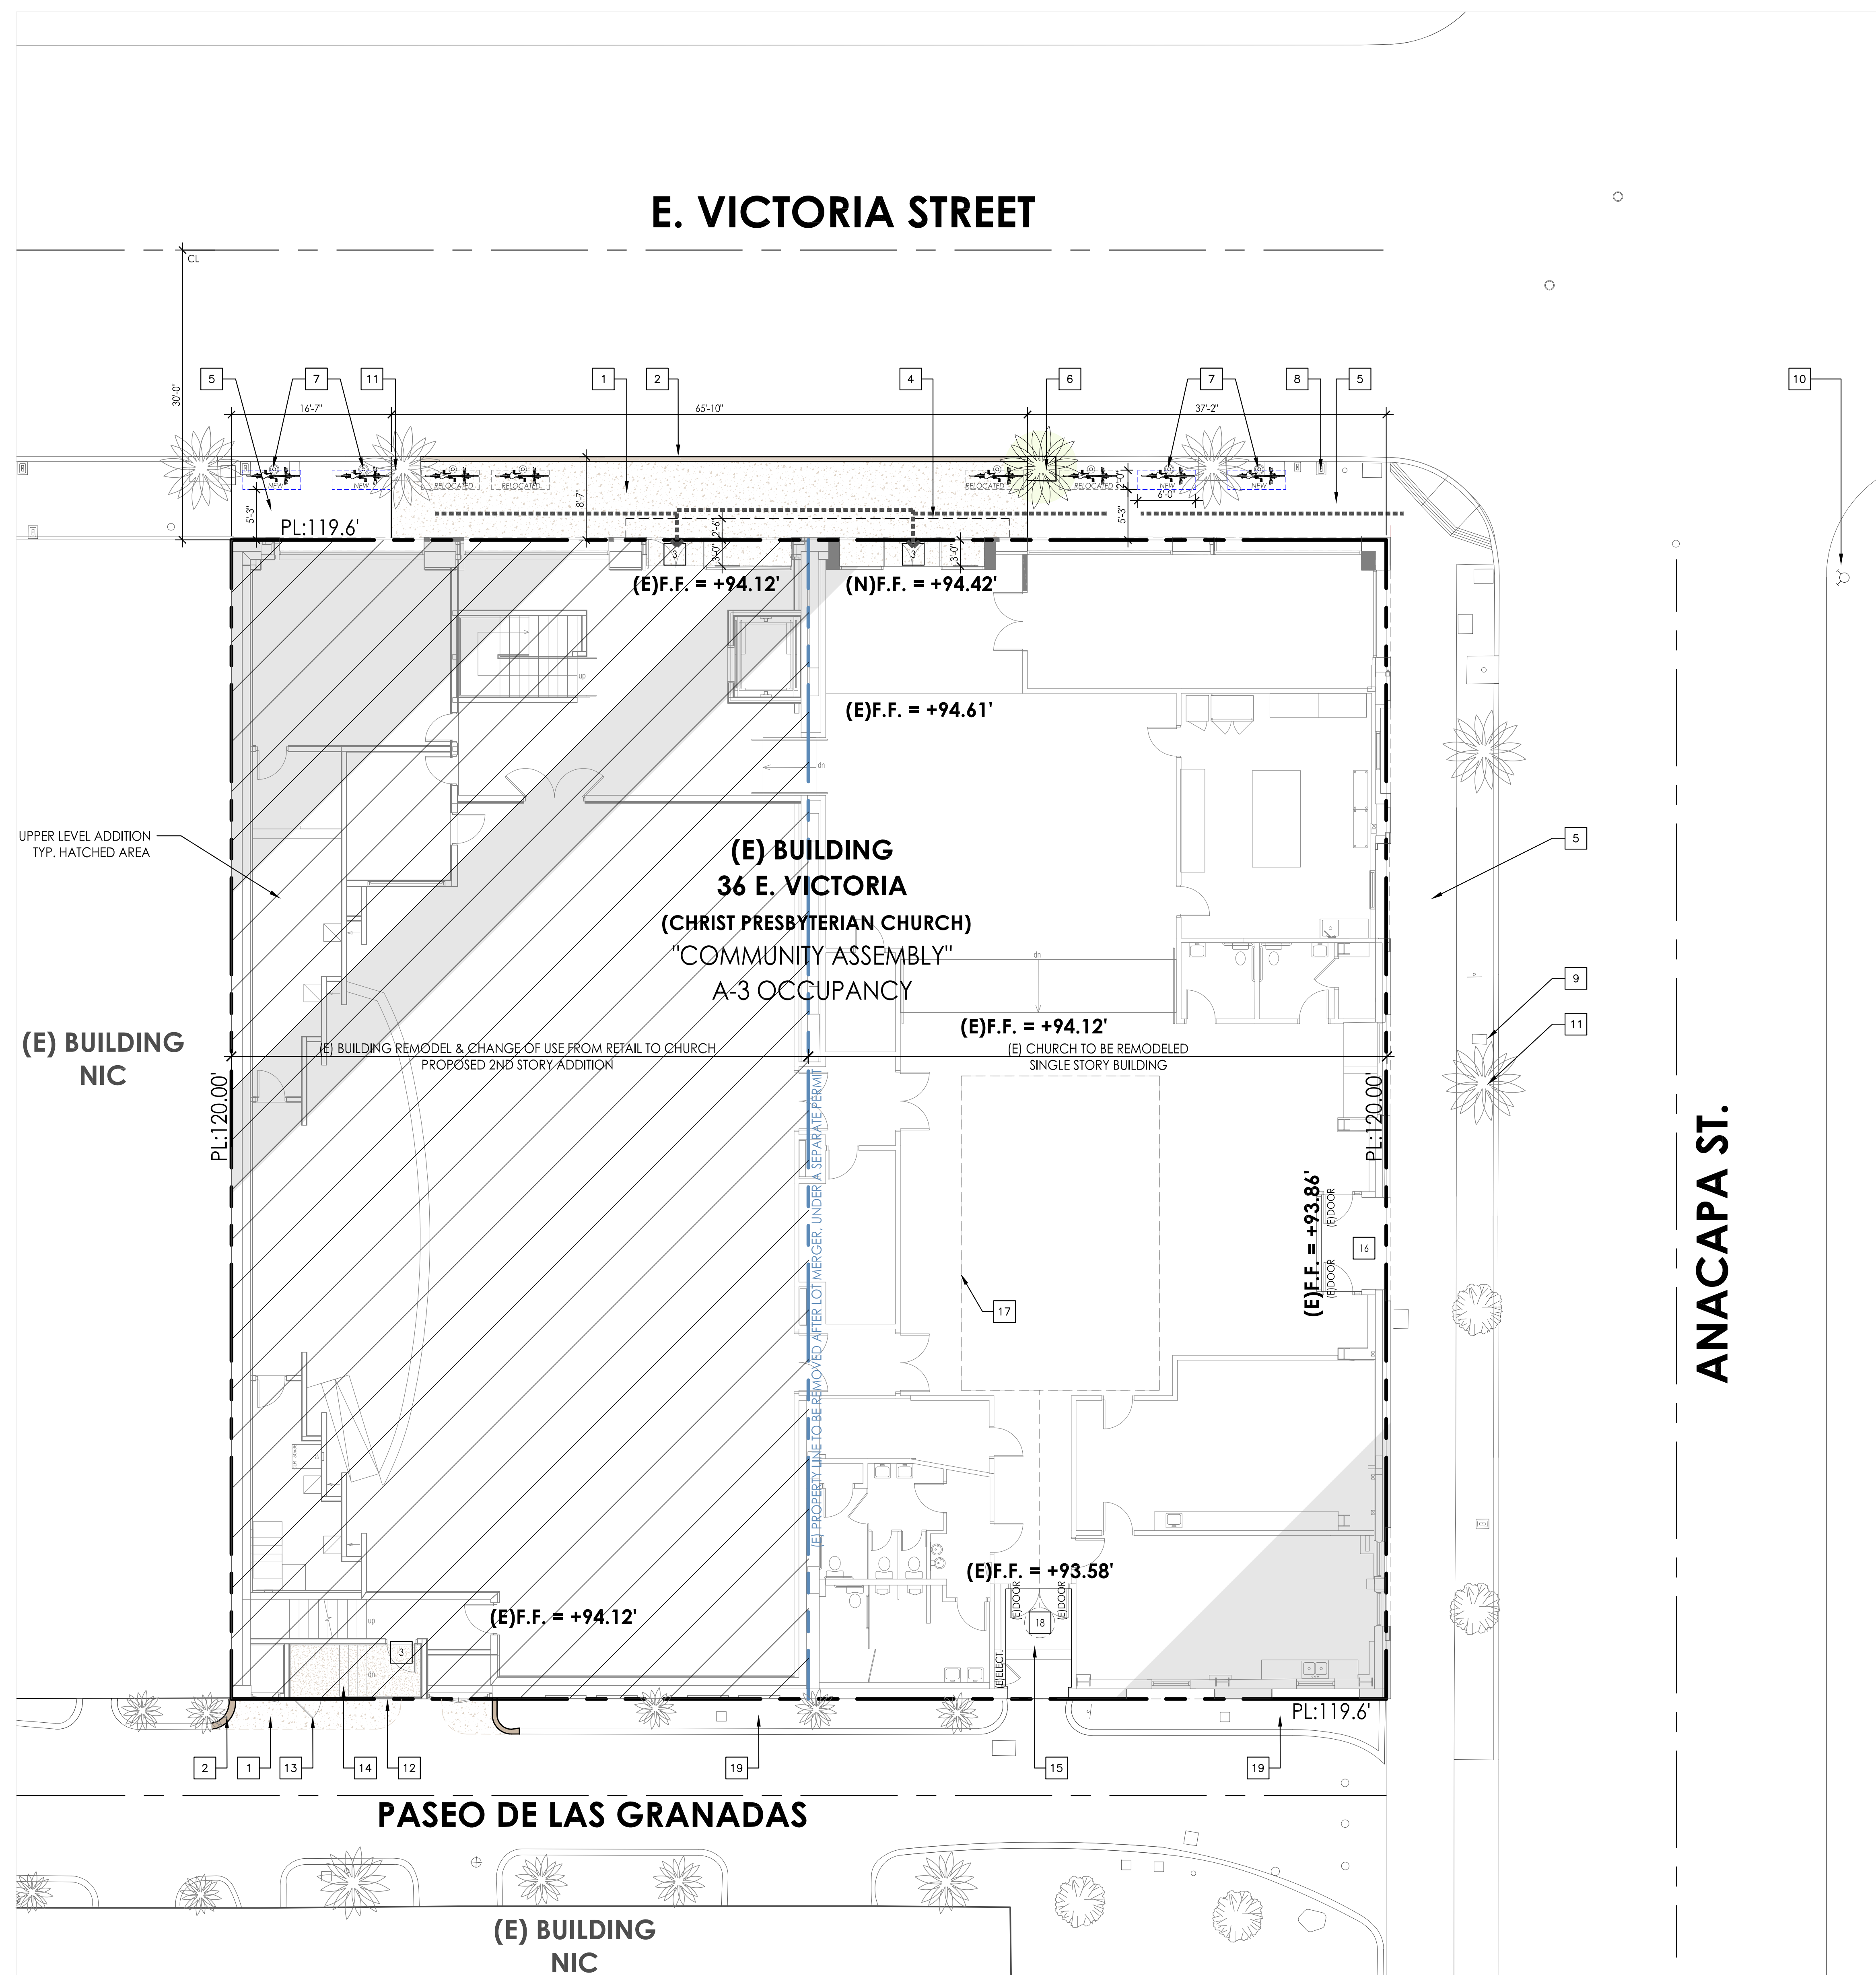 E. VICTORIA STREET
CL
30'-0"
5
7
11
1
2
4
6
7
8
5
10
16'-7"
65'-10"
37'-2"
NEW
NEW
RELOCATED
RELOCATED
RELOCATED
RELOCATED
NEW
NEW
5'-3"
8'-7"
2'-0"
6'-0"
5'-3"
PL:119.6'
2'-6"
3'-0"
3'-0"
3
3
(E)F.F. = +94.12'
(N)F.F. = +94.42'
up
(E)F.F. = +94.61'
dn
UPPER LEVEL ADDITION
TYP. HATCHED AREA
(E) BUILDING
36 E. VICTORIA
(CHRIST PRESBYTERIAN CHURCH)
"COMMUNITY ASSEMBLY"
A-3 OCCUPANCY
dn
5
9
11
(E)F.F. = +94.12'
(E) BUILDING
NIC
(E) BUILDING REMODEL & CHANGE OF USE FROM RETAIL TO CHURCH
PROPOSED 2ND STORY ADDITION
(E) CHURCH TO BE REMODELED
SINGLE STORY BUILDING
PL:120.00'
PL:120.00'
(E) PROPERTY LINE TO BE REMOVED AFTER LOT MERGER, UNDER A SEPARATE PERMIT
ANACAPA ST.
(E)F.F. = +93.86'
(E)DOOR
(E)DOOR
16
17
(E)F.F. = +93.58'
(E)DOOR
(E)DOOR
18
(E)F.F. = +94.12'
up
3
dn
(E)ELECT.
PL:119.6'
2
1
13
14
12
19
15
19
PASEO DE LAS GRANADAS
(E) BUILDING
NIC